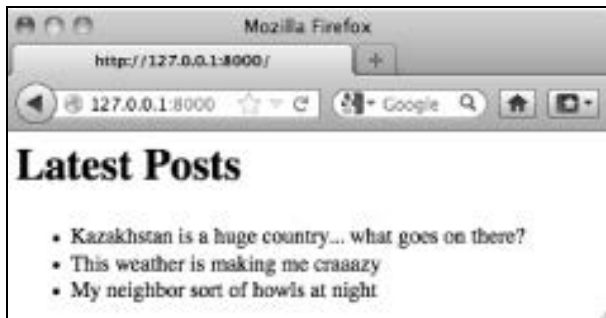 Mozilla Firefox
http://127.0.0.1:8000/
127.0.0.1:8000 Google
Latest Posts
• Kazakhstan is a huge country... what goes on there?
• This weather is making me craaazy
• My neighbor sort of howls at night